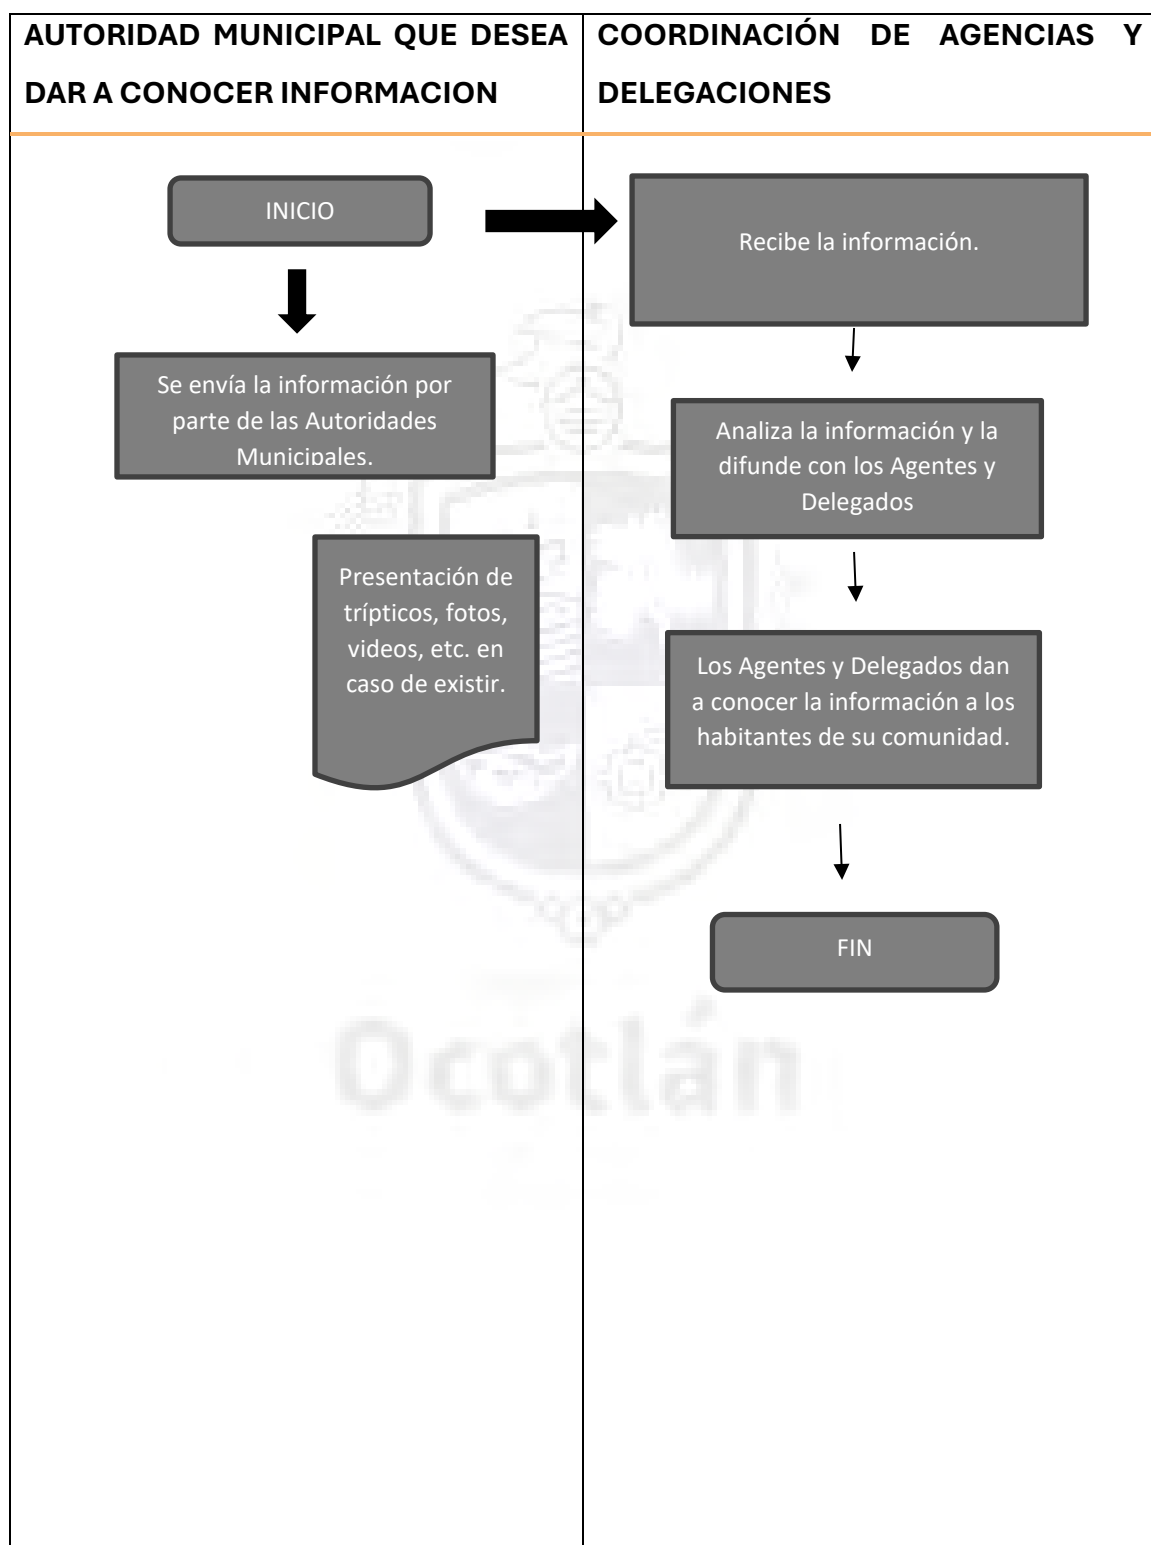 AUTORIDAD MUNICIPAL QUE DESEA
DAR A CONOCER INFORMACION
COORDINACIÓN DE AGENCIAS Y
DELEGACIONES
INICIO
Se envía la información por
parte de las Autoridades
Municipales.
Presentación de
trípticos, fotos,
videos, etc. en
caso de existir.
Recibe la información.
Analiza la información y la
difunde con los Agentes y
Delegados
Los Agentes y Delegados dan
a conocer la información a los
habitantes de su comunidad.
FIN
Ocotlán